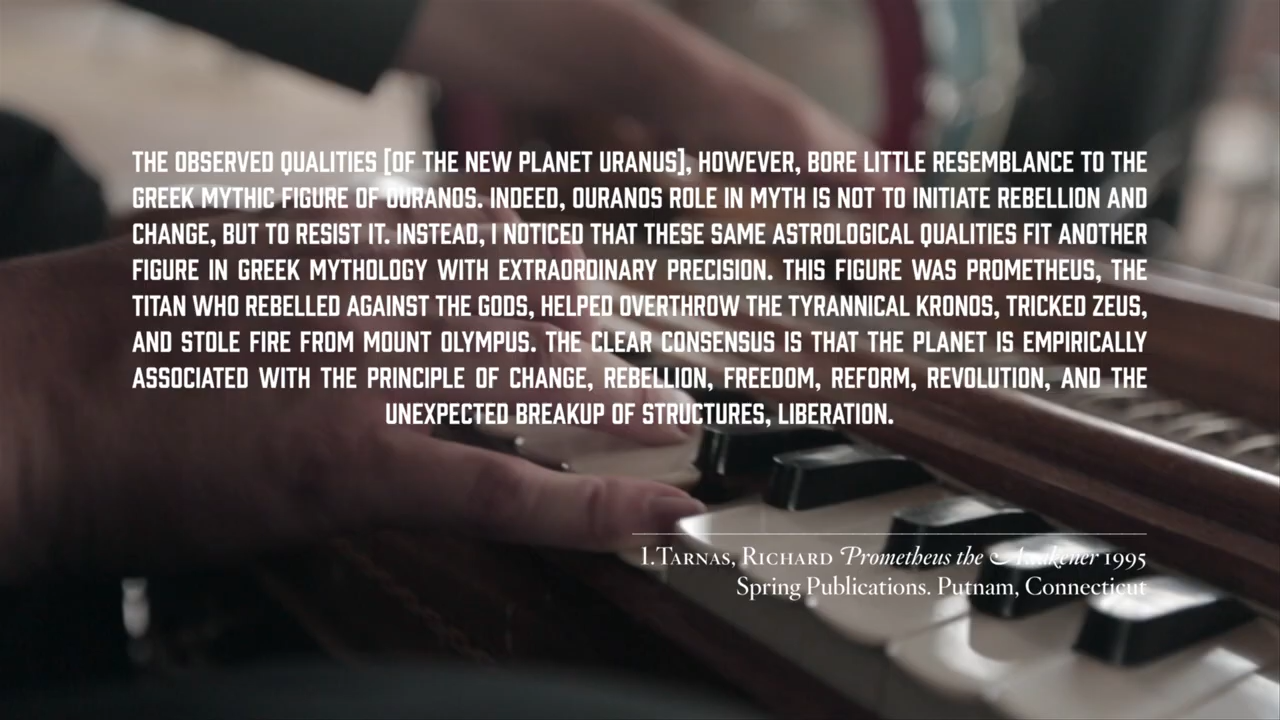 THE OBSERVED QUALITIES [OF THE NEW PLANET URANUS], HOWEVER, BORE LITTLE RESEMBLANCE TO THE
GREEK MYTHIC FIGURE OF OURANOS. INDEED, OURANOS ROLE IN MYTH IS NOT TO INITIATE REBELLION AND
CHANGE, BUT TO RESIST IT. INSTEAD, I NOTICED THAT THESE SAME ASTROLOGICAL QUALITIES FIT ANOTHER
FIGURE IN GREEK MYTHOLOGY WITH EXTRAORDINARY PRECISION. THIS FIGURE WAS PROMETHEUS, THE
TITAN WHO REBELLED AGAINST THE GODS, HELPED OVERTHROW THE TYRANNICAL KRONOS, TRICKED ZEUS,
AND STOLE FIRE FROM MOUNT OLYMPUS. THE CLEAR CONSENSUS IS THAT THE PLANET IS EMPIRICALLY
ASSOCIATED WITH THE PRINCIPLE OF CHANGE, REBELLION, FREEDOM, REFORM, REVOLUTION, AND THE
UNEXPECTED BREAKUP OF STRUCTURES, LIBERATION.
I. TARNAS, RICHARD Prometheus the Awakener 1995
Spring Publications. Putnam, Connecticut